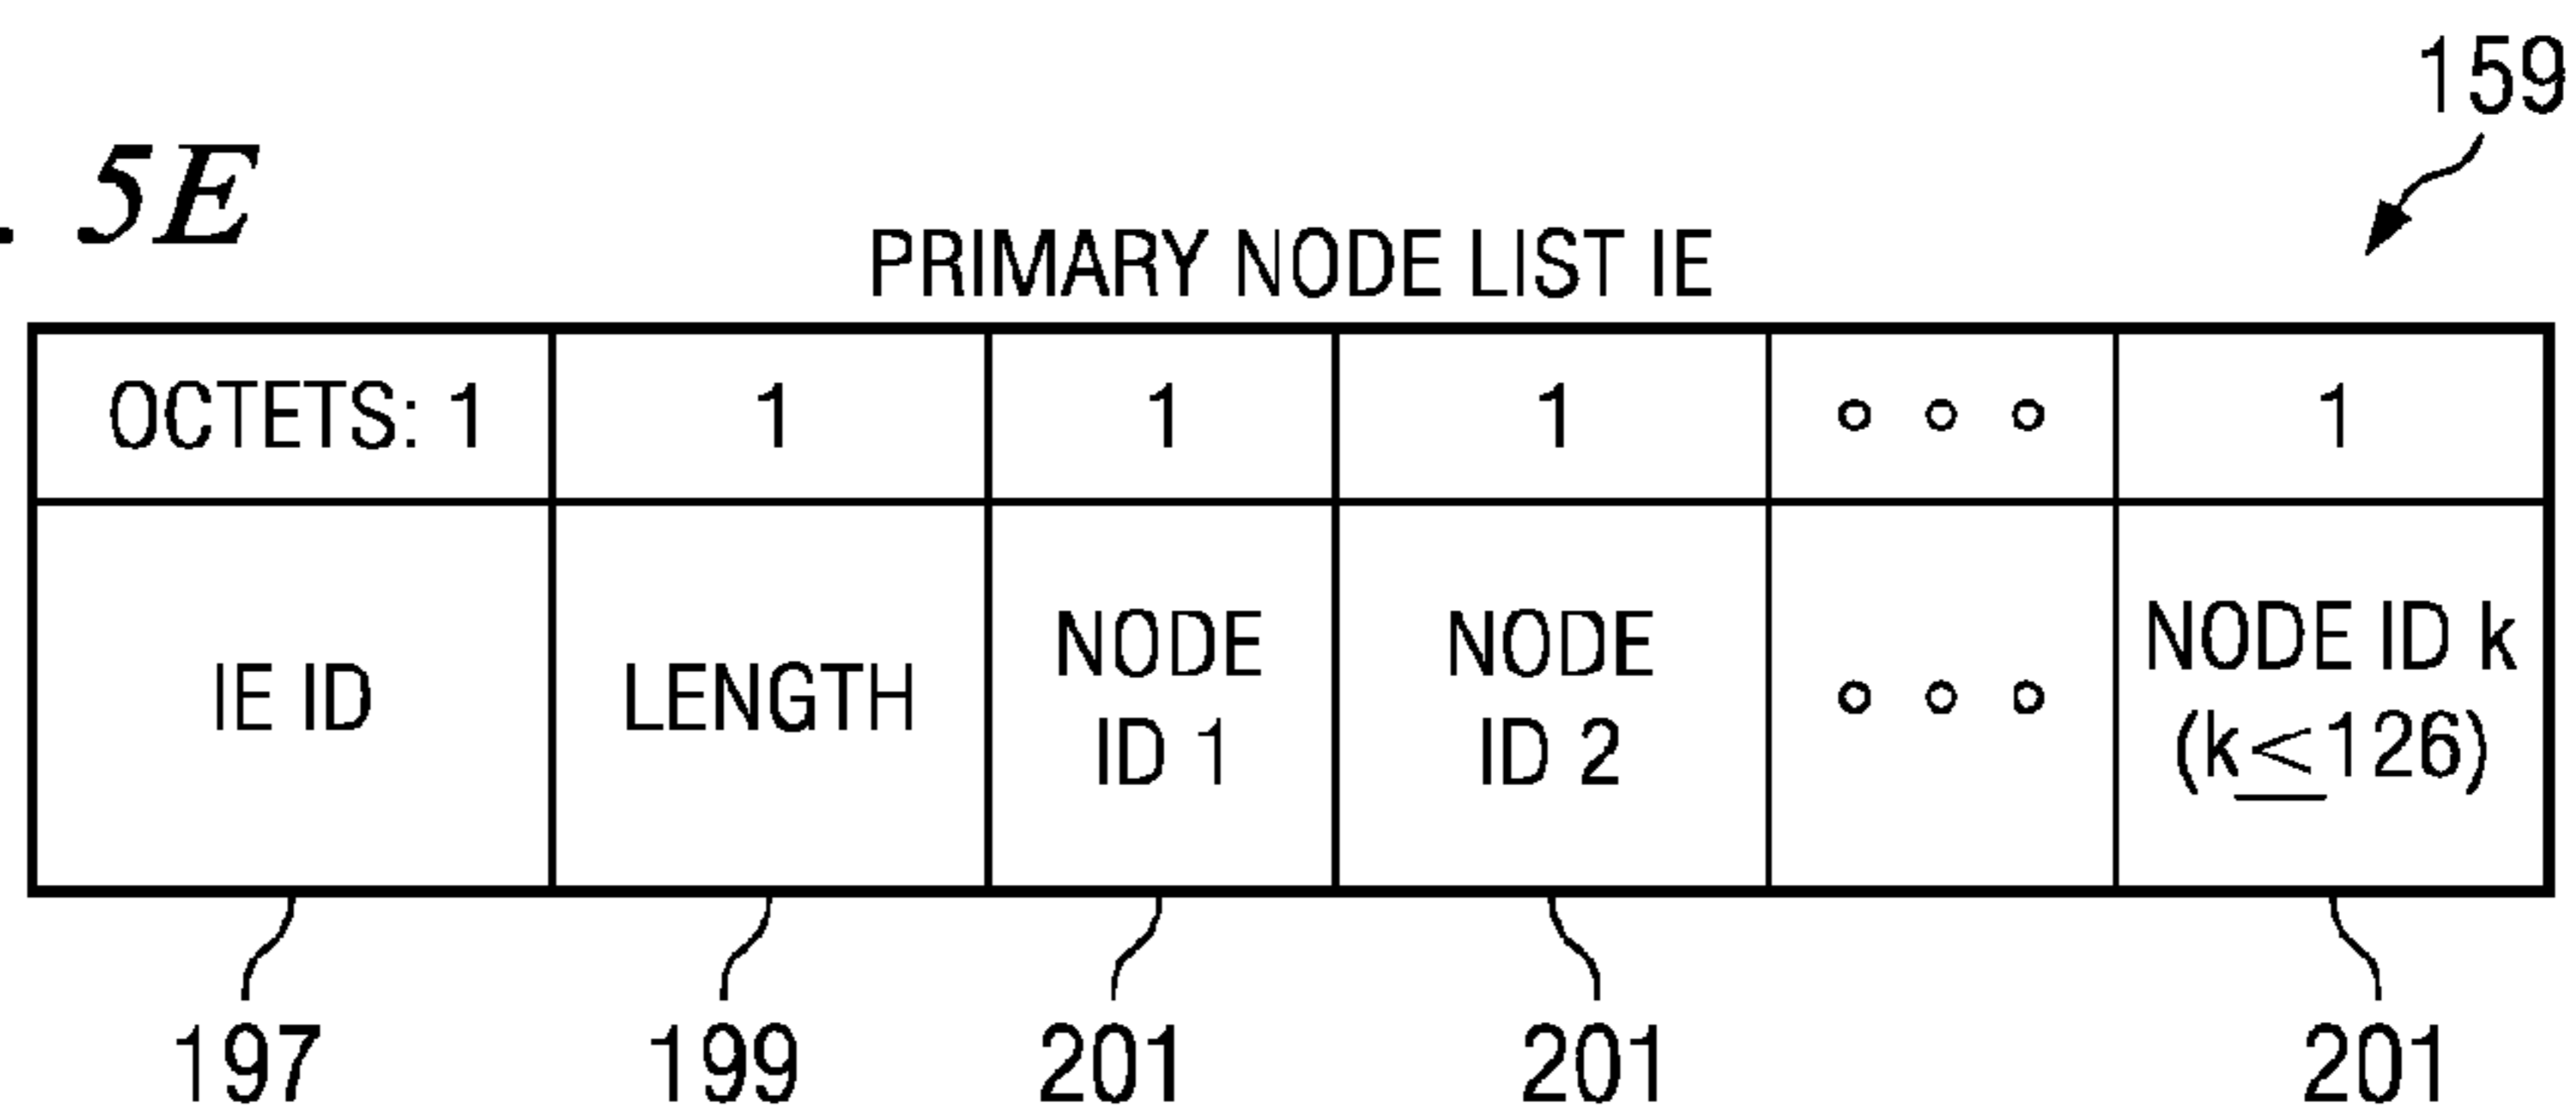 159
. 5E
PRIMARY NODE LIST IE
OCTETS: 1 1 1 1 ∘ ∘ ∘ 1
IE ID LENGTH NODE ID 1 NODE ID 2 ∘ ∘ ∘ NODE ID k (k≤126)
197 199 201 201 201